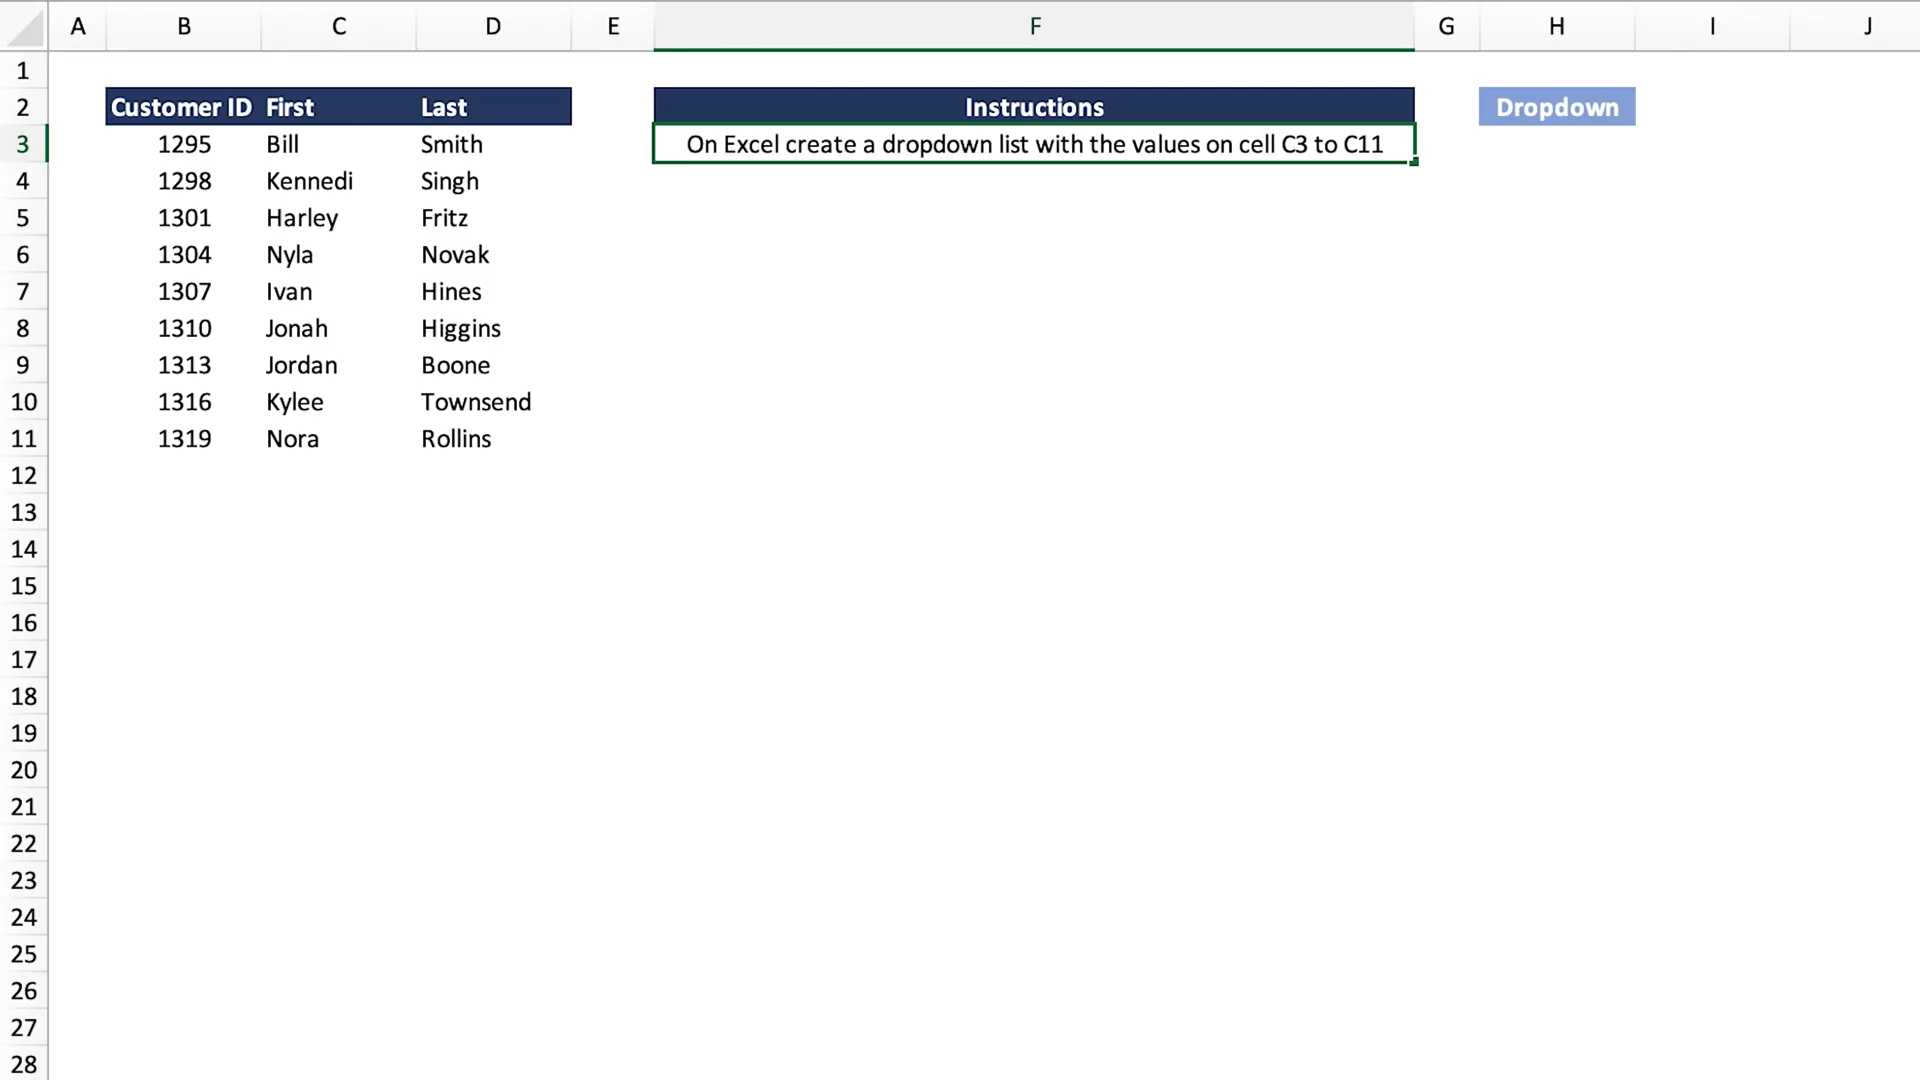 A B C D E F G H I J
1
2 Customer ID First Last Instructions Dropdown
3 1295 Bill Smith On Excel create a dropdown list with the values on cell C3 to C11
4 1298 Kennedi Singh
5 1301 Harley Fritz
6 1304 Nyla Novak
7 1307 Ivan Hines
8 1310 Jonah Higgins
9 1313 Jordan Boone
10 1316 Kylee Townsend
11 1319 Nora Rollins
12
13
14
15
16
17
18
19
20
21
22
23
24
25
26
27
28